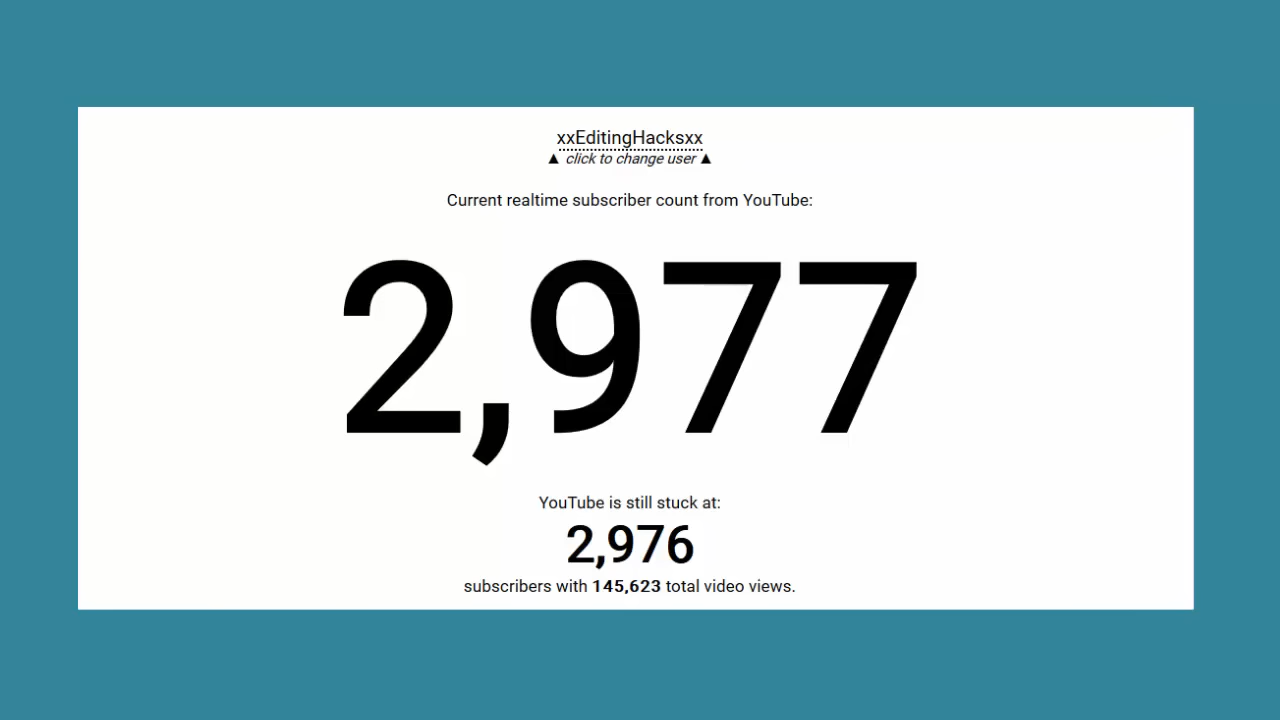 xxEditingHacksxx
▲ click to change user ▲
Current realtime subscriber count from YouTube:
2,977
YouTube is still stuck at:
2,976
subscribers with 145,623 total video views.